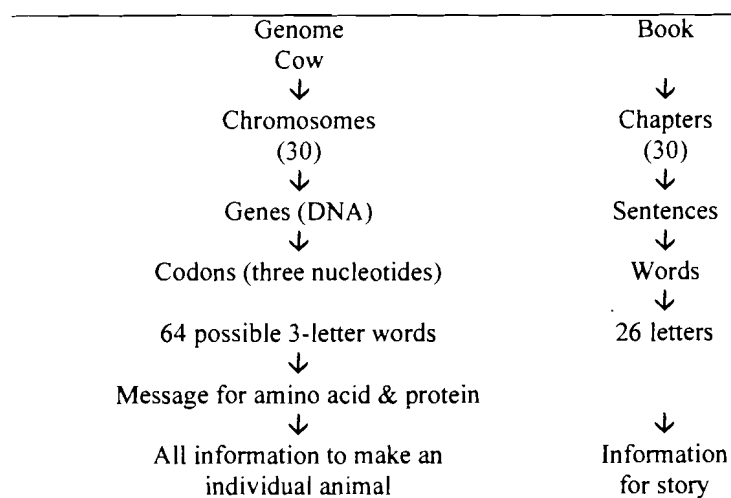 Genome Book
Cow
↓ ↓
Chromosomes Chapters
(30) (30)
↓ ↓
Genes (DNA) Sentences
↓ ↓
Codons (three nucleotides) Words
↓
64 possible 3-letter words 26 letters
↓
Message for amino acid & protein
↓ ↓
All information to make an Information
individual animal for story